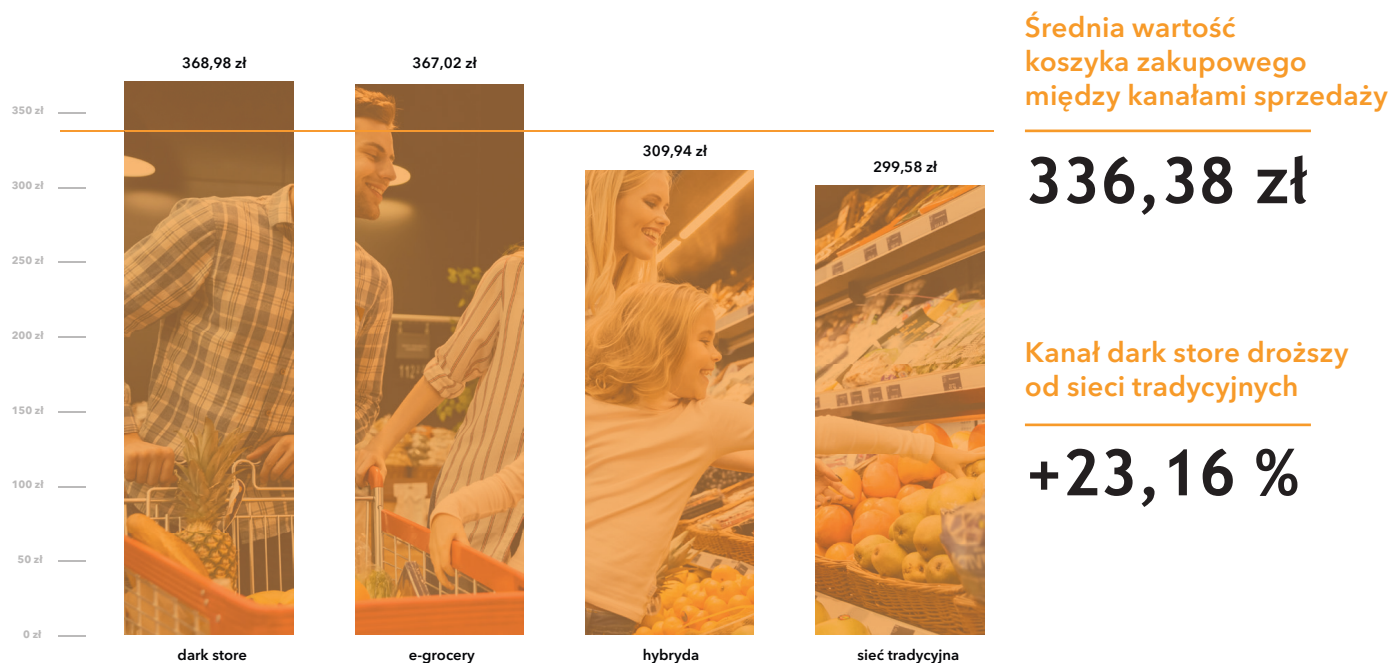 368,98 zł
367,02 zł
309,94 zł
299,58 zł
350 zł
300 zł
250 zł
200 zł
150 zł
100 zł
50 zł
0 zł
dark store
e-grocery
hybryda
sieć tradycyjna
Średnia wartość
koszyka zakupowego
między kanałami sprzedaży
336,38 zł
Kanał dark store droższy
od sieci tradycyjnych
+23,16 %